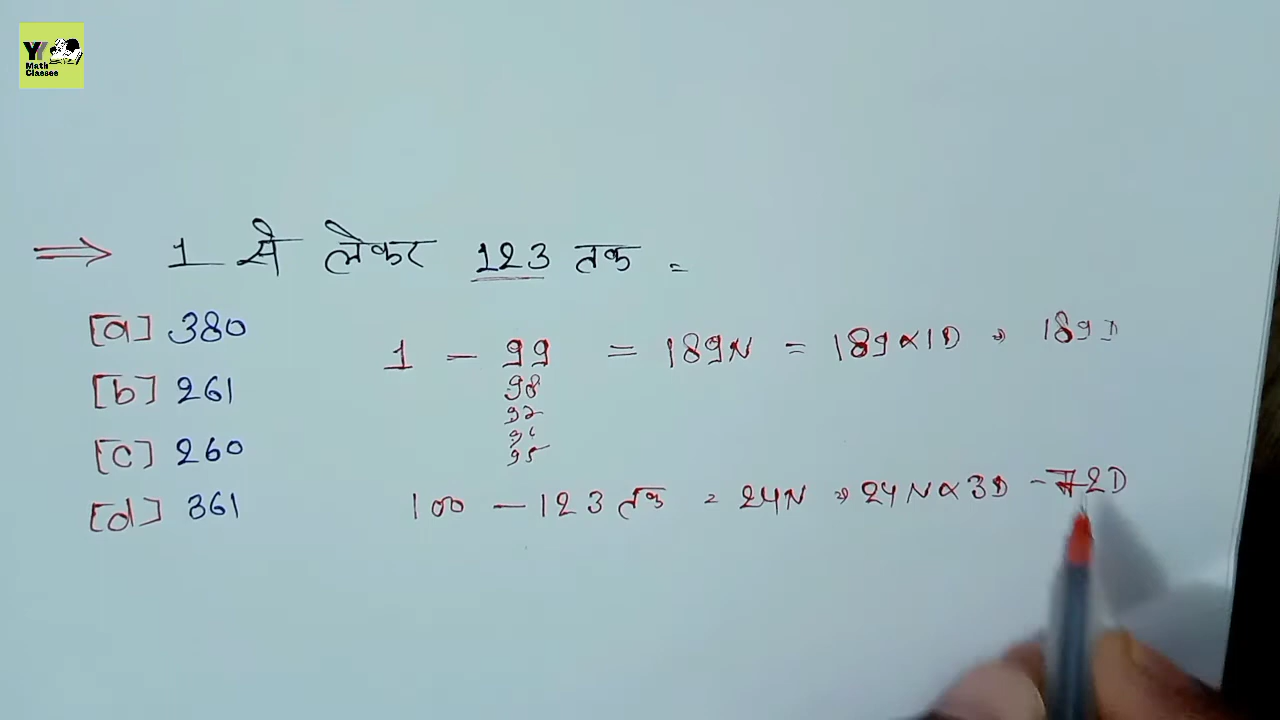 YY
Math
Classes
⇒ 1 से लेकर 123 तक =
[a] 380
[b] 261
[c] 260
[d] 361
1 — 99 = 189N = 189×1D → 189D
98
97
96
95
100 — 123 तक = 24N → 24N×3D - 72D